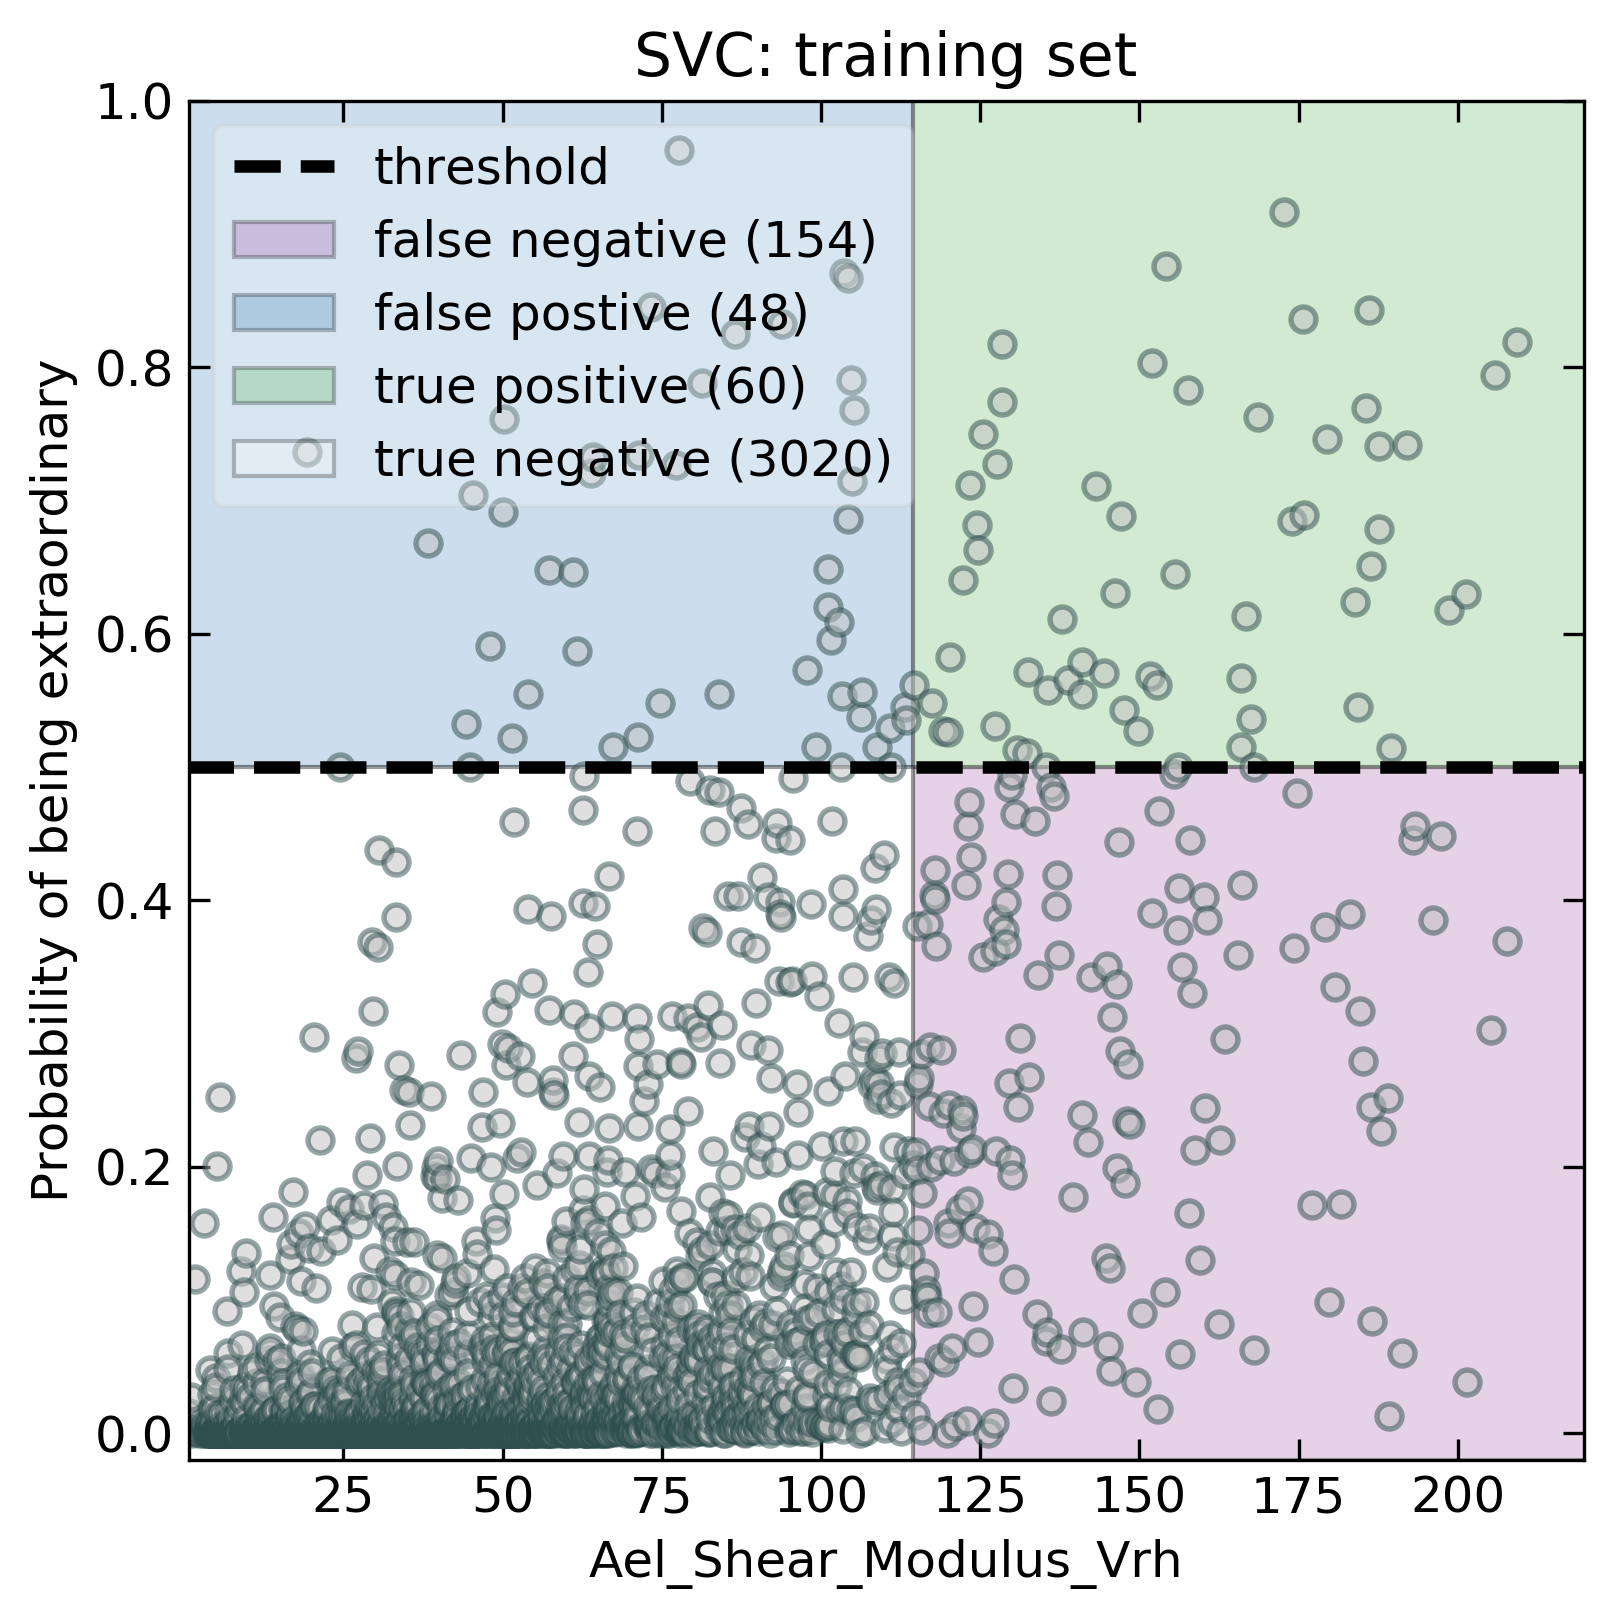 SVC: training set
1.0
0.8
0.6
0.4
0.2
0.0
Probability of being extraordinary
threshold
false negative (154)
false postive (48)
true positive (60)
true negative (3020)
25 50 75 100 125 150 175 200
Ael_Shear_Modulus_Vrh